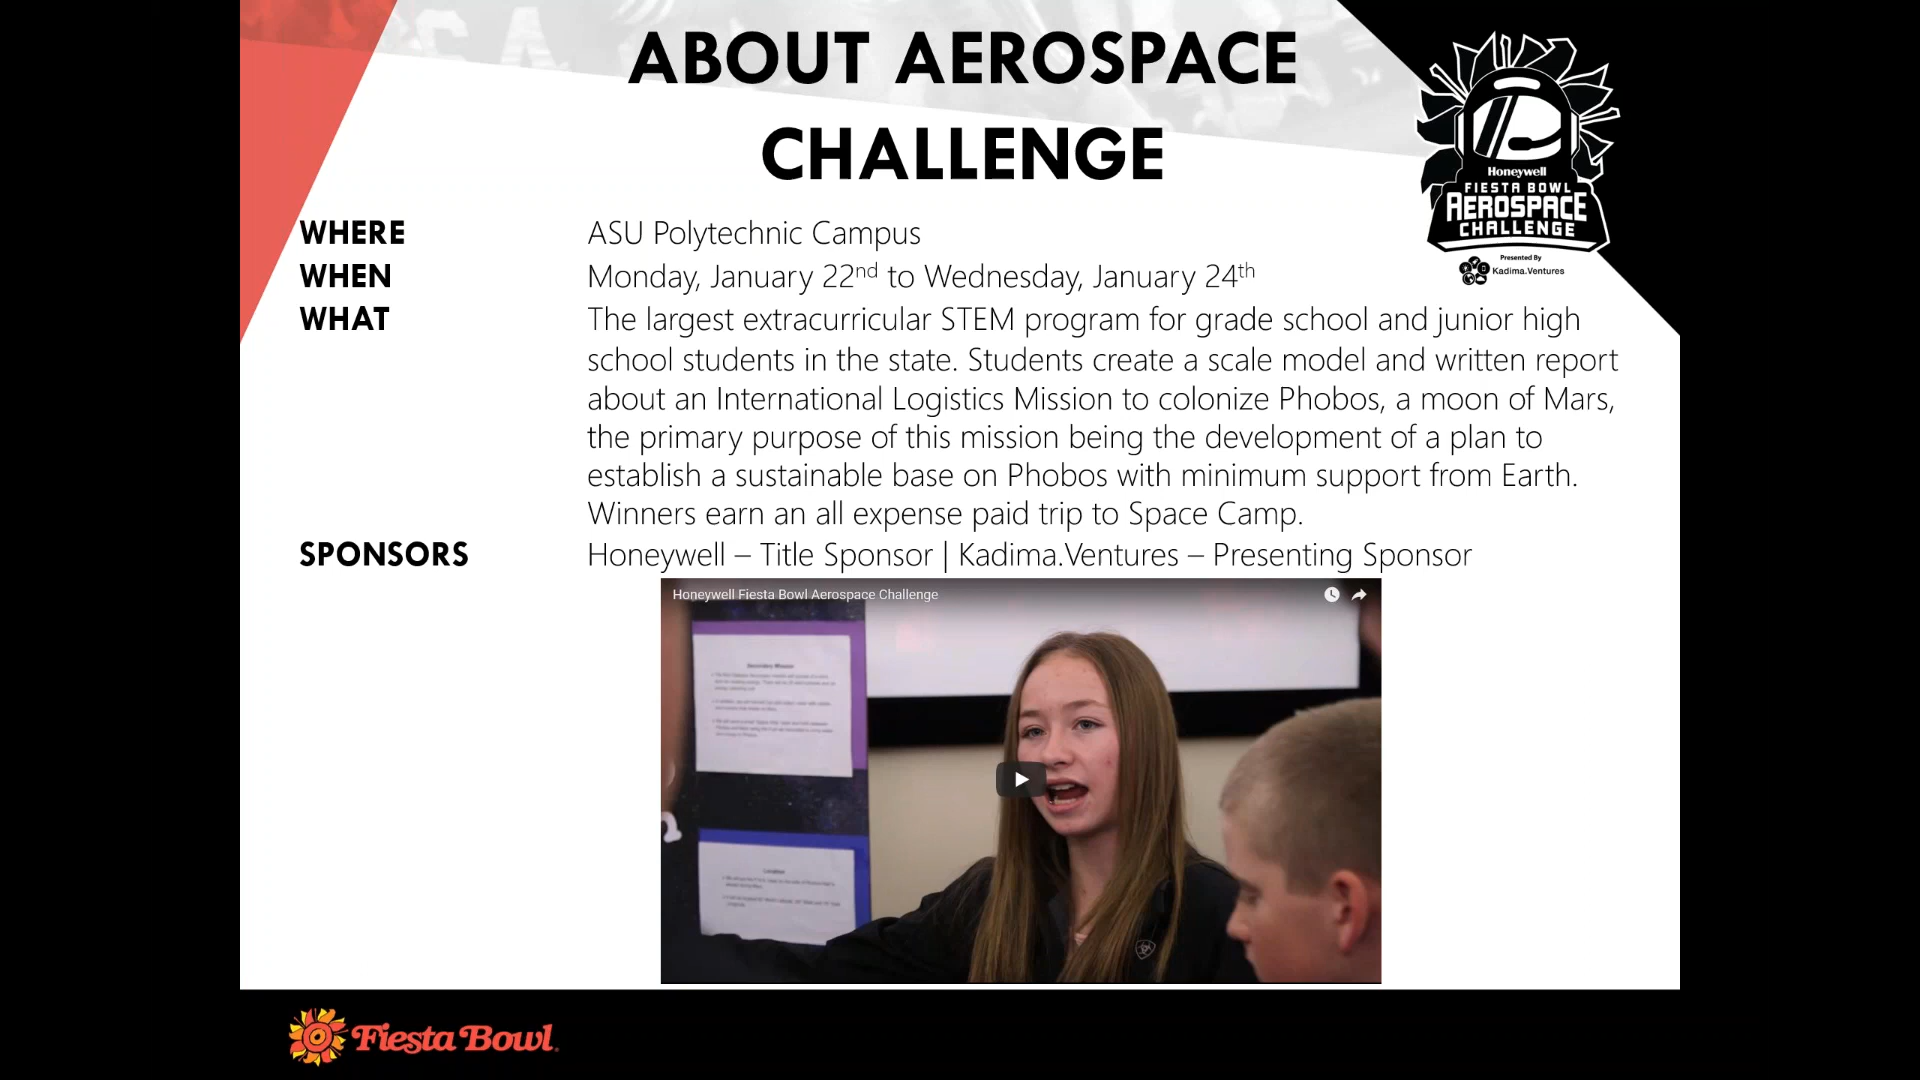 ABOUT AEROSPACE
CHALLENGE
Honeywell
FIESTA BOWL
AEROSPACE
CHALLENGE
Presented By
Kadima.Ventures
WHERE ASU Polytechnic Campus
WHEN Monday, January 22nd to Wednesday, January 24th
WHAT The largest extracurricular STEM program for grade school and junior high
school students in the state. Students create a scale model and written report
about an International Logistics Mission to colonize Phobos, a moon of Mars,
the primary purpose of this mission being the development of a plan to
establish a sustainable base on Phobos with minimum support from Earth.
Winners earn an all expense paid trip to Space Camp.
SPONSORS Honeywell – Title Sponsor | Kadima.Ventures – Presenting Sponsor
Honeywell Fiesta Bowl Aerospace Challenge
Secondary Mission
Location
Fiesta Bowl